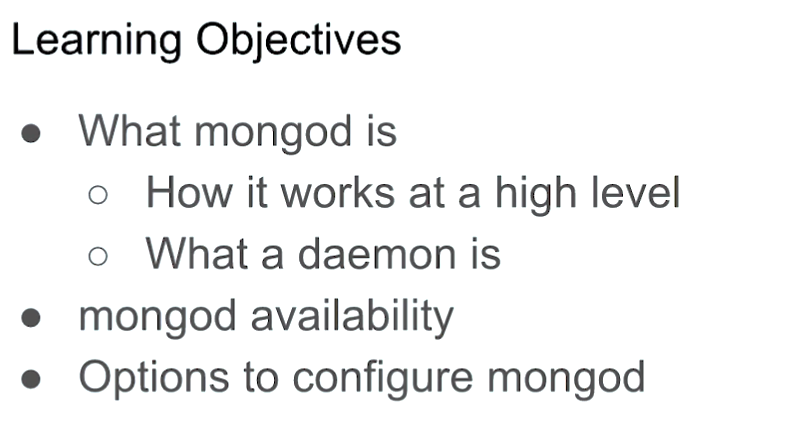 Learning Objectives
● What mongod is
○ How it works at a high level
○ What a daemon is
● mongod availability
● Options to configure mongod